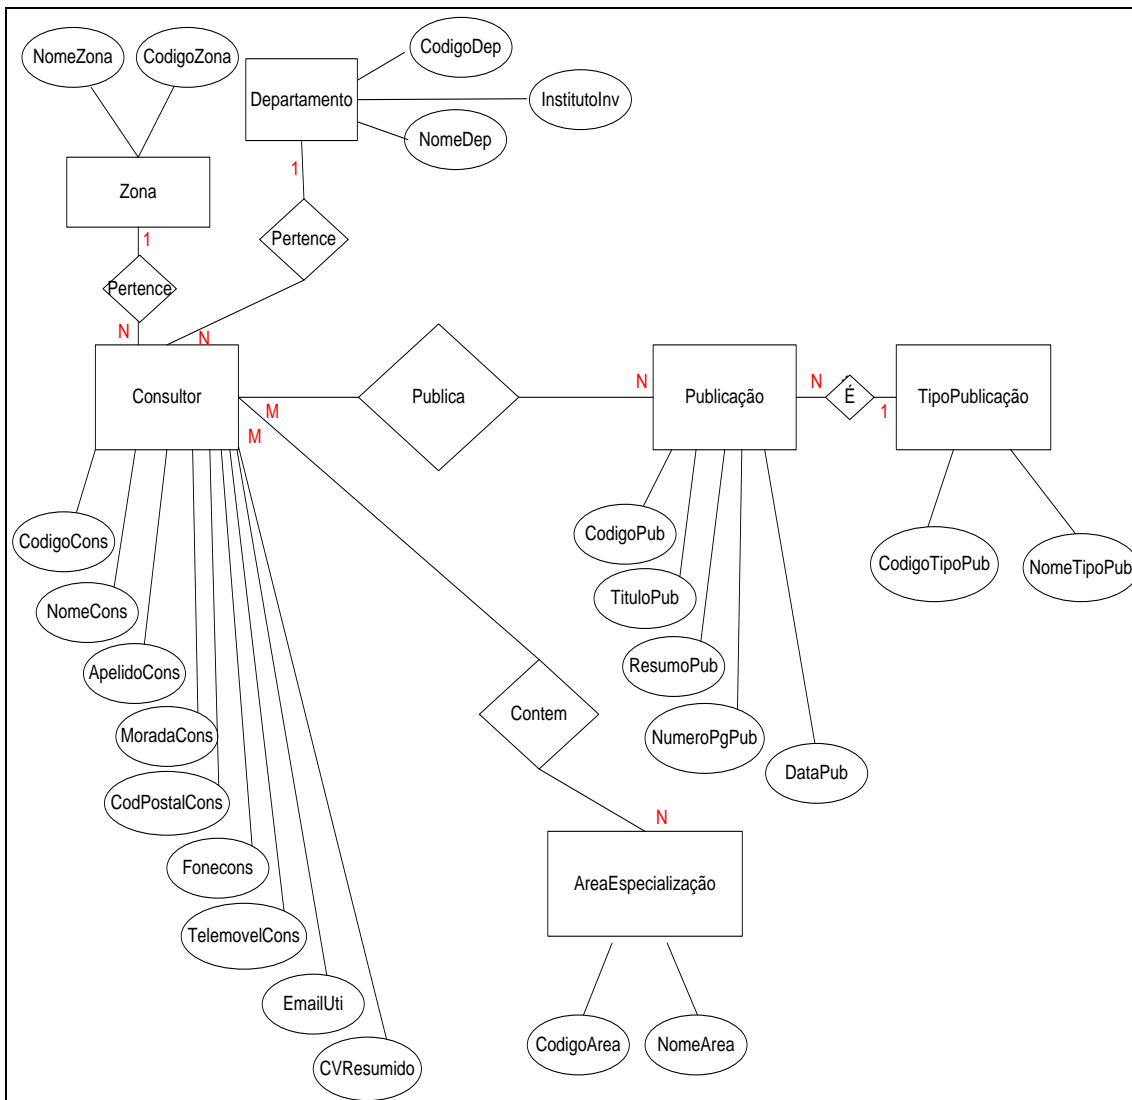 NomeZona
CodigoZona
CodigoDep
Departamento
InstitutoInv
NomeDep
1
Zona
1
Pertence
Pertence
N
N
Consultor
M
M
Publica
N
Publicação
N
É
1
TipoPublicação
CodigoCons
NomeCons
ApelidoCons
MoradaCons
CodPostalCons
Fonecons
TelemovelCons
EmailUti
CVResumido
CodigoPub
TituloPub
ResumoPub
NumeroPgPub
DataPub
CodigoTipoPub
NomeTipoPub
Contem
N
AreaEspecialização
CodigoArea
NomeArea